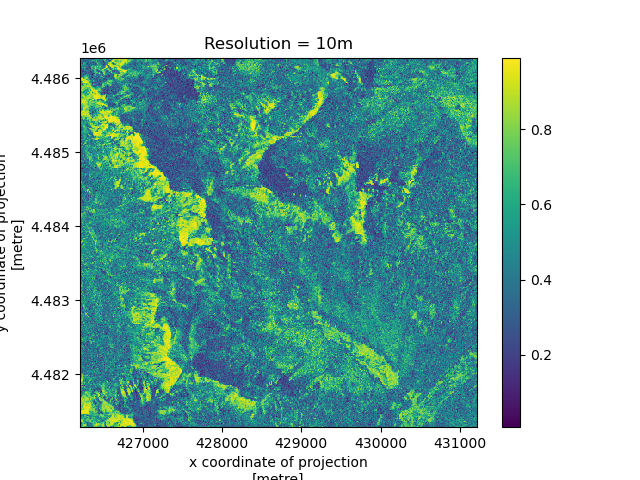 Resolution = 10m
1e6
4.486
4.485
4.484
4.483
4.482
y coordinate of projection
[metre]
427000 428000 429000 430000 431000
x coordinate of projection
[metre]
0.8
0.6
0.4
0.2